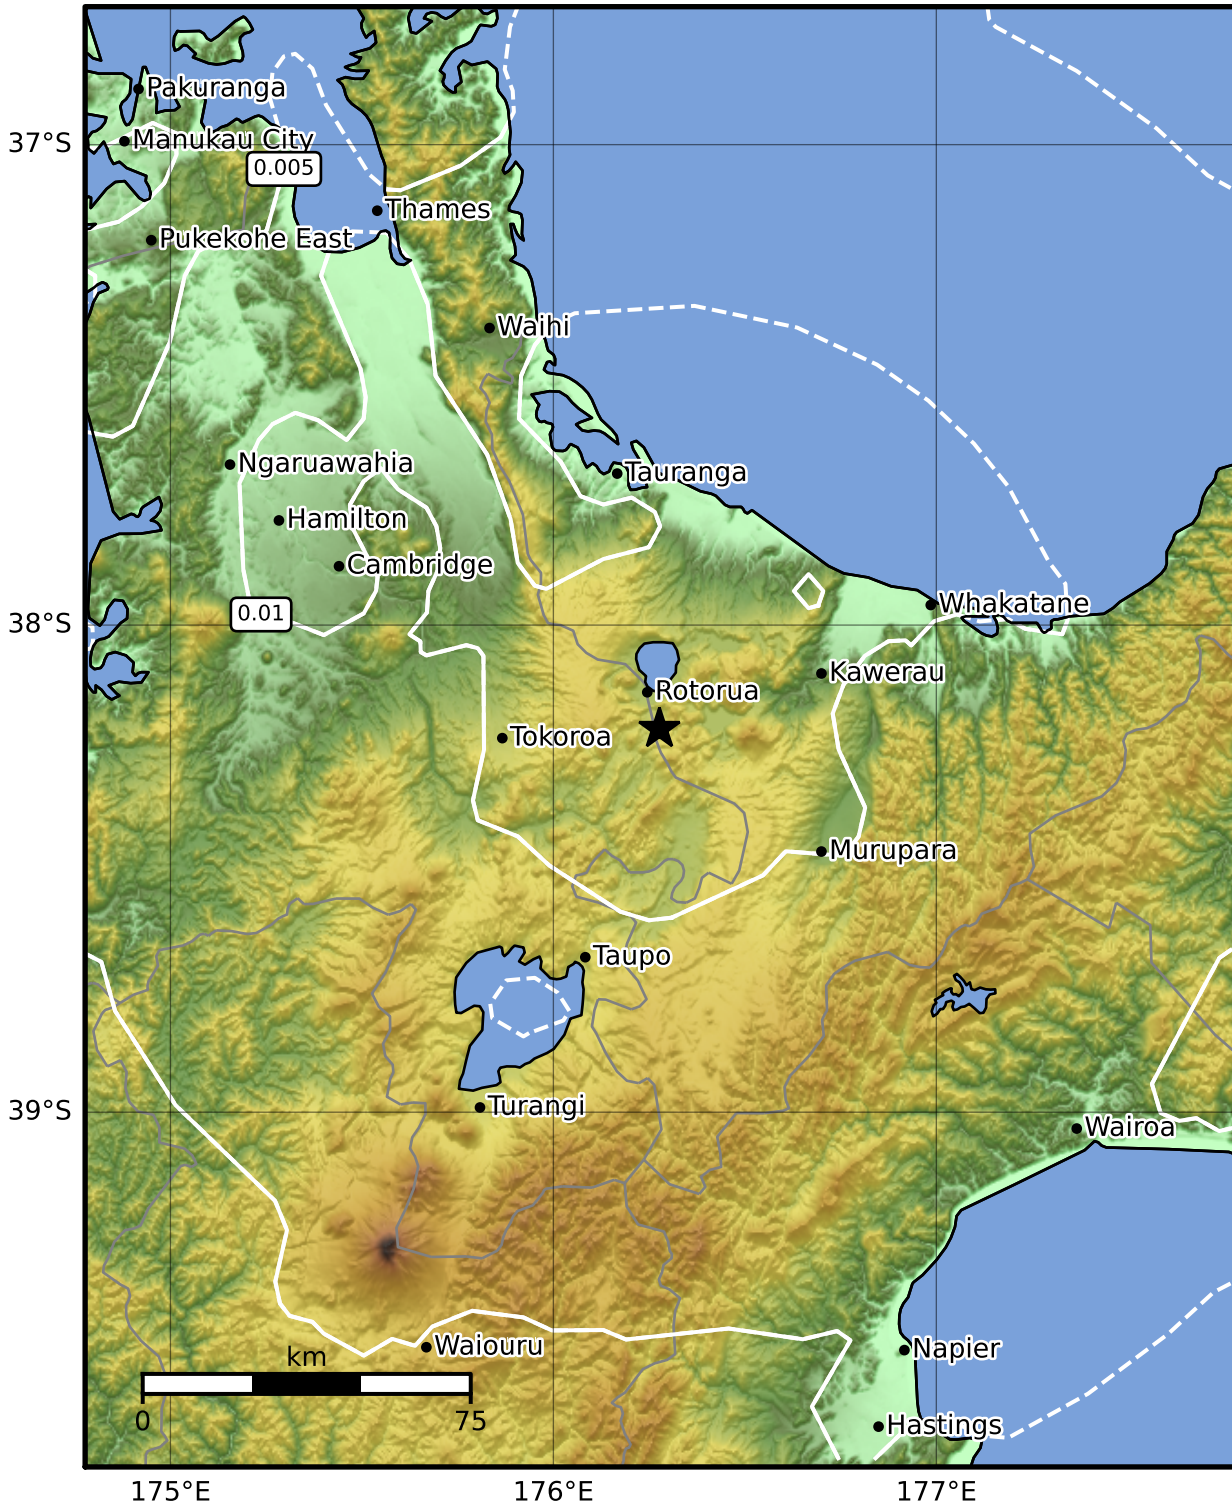 Pakuranga
Manukau City
37°S
0.005
Thames
Pukekohe East
Waihi
Ngaruawahia
Tauranga
Hamilton
Cambridge
Whakatane
0.01
38°S
Kawerau
Rotorua
Tokoroa
Murupara
Taupo
Turangi
39°S
Wairoa
Waiouru
Napier
km
0 75
Hastings
175°E 176°E 177°E